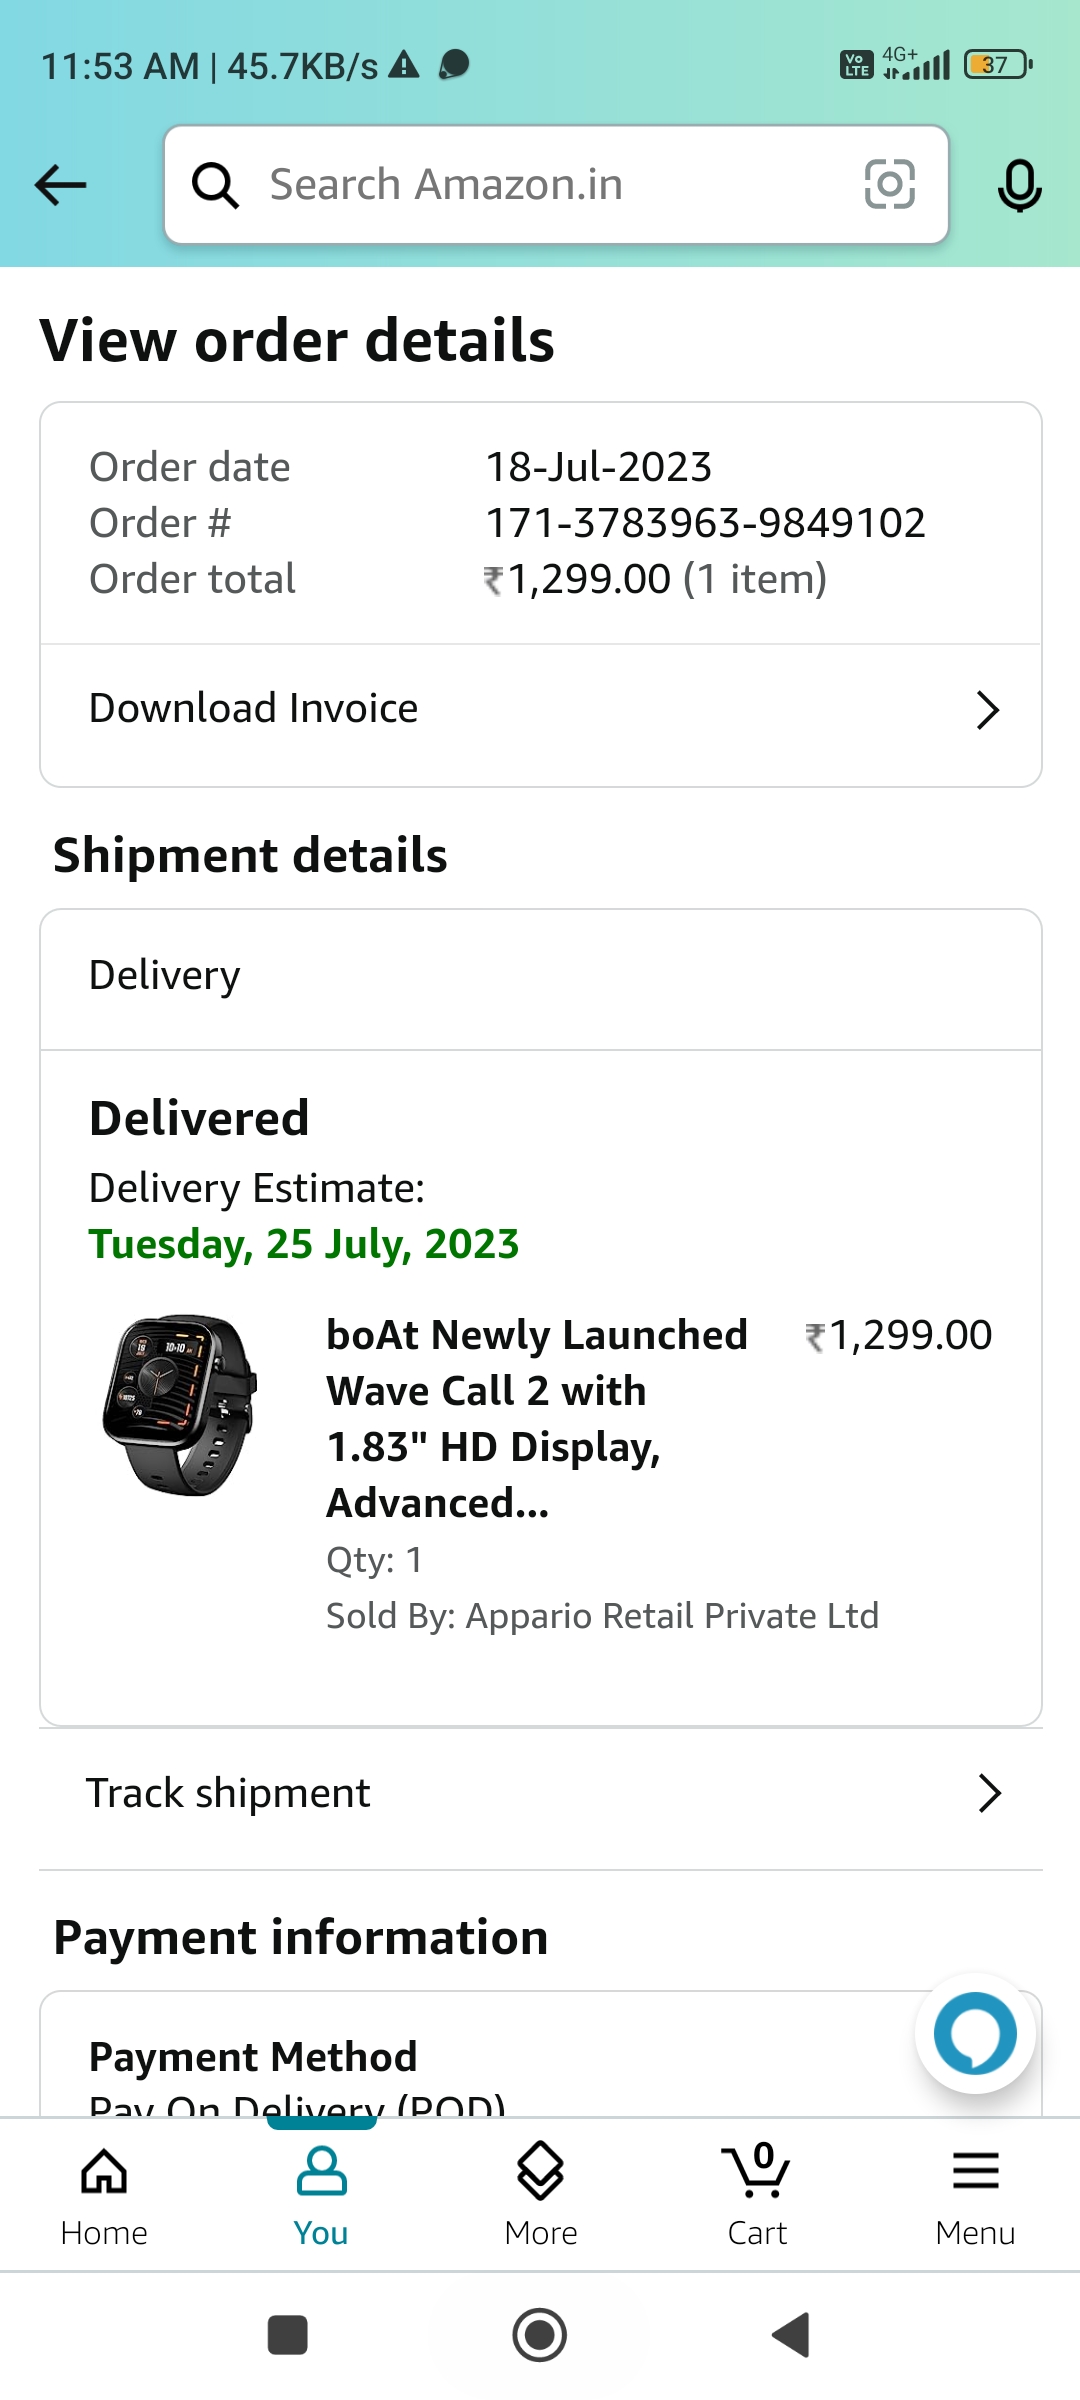 11:53 AM | 45.7KB/s
Vo LTE 4G+ 37
Search Amazon.in
View order details
Order date 18-Jul-2023
Order # 171-3783963-9849102
Order total ₹1,299.00 (1 item)
Download Invoice
Shipment details
Delivery
Delivered
Delivery Estimate:
Tuesday, 25 July, 2023
boAt Newly Launched ₹1,299.00
Wave Call 2 with
1.83" HD Display,
Advanced...
Qty: 1
Sold By: Appario Retail Private Ltd
Track shipment
Payment information
Payment Method
Pay On Delivery (POD)
0
Home You More Cart Menu